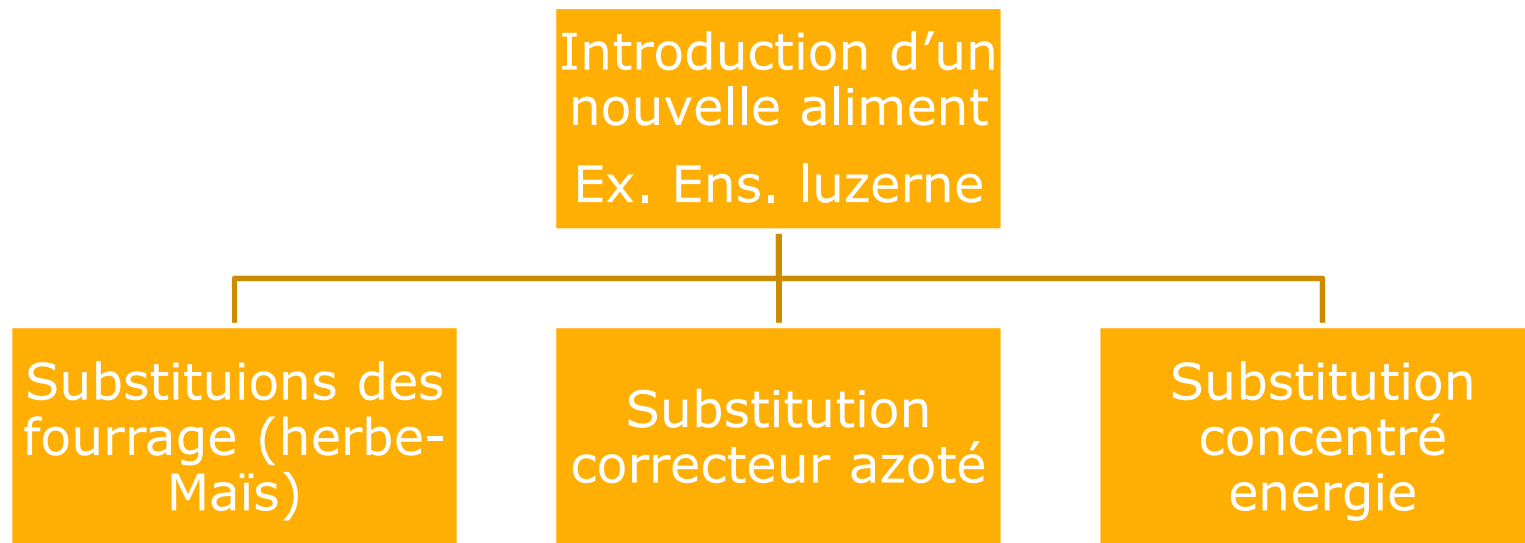 Introduction d’un
nouvelle aliment
Ex. Ens. luzerne
Substituions des
fourrage (herbe-
Maïs)
Substitution
correcteur azoté
Substitution
concentré
energie